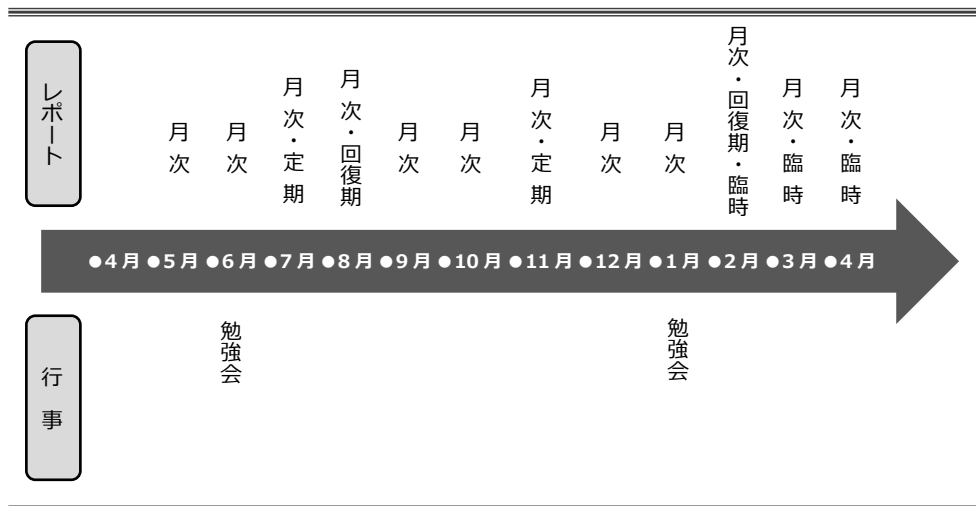 レポート
月次
月次
月次・定期
月次・回復期
月次
月次
月次・定期
月次
月次
月次・回復期・臨時
月次・臨時
月次・臨時
●4月 ●5月 ●6月 ●7月 ●8月 ●9月 ●10月 ●11月 ●12月 ●1月 ●2月 ●3月 ●4月
行事
勉強会
勉強会